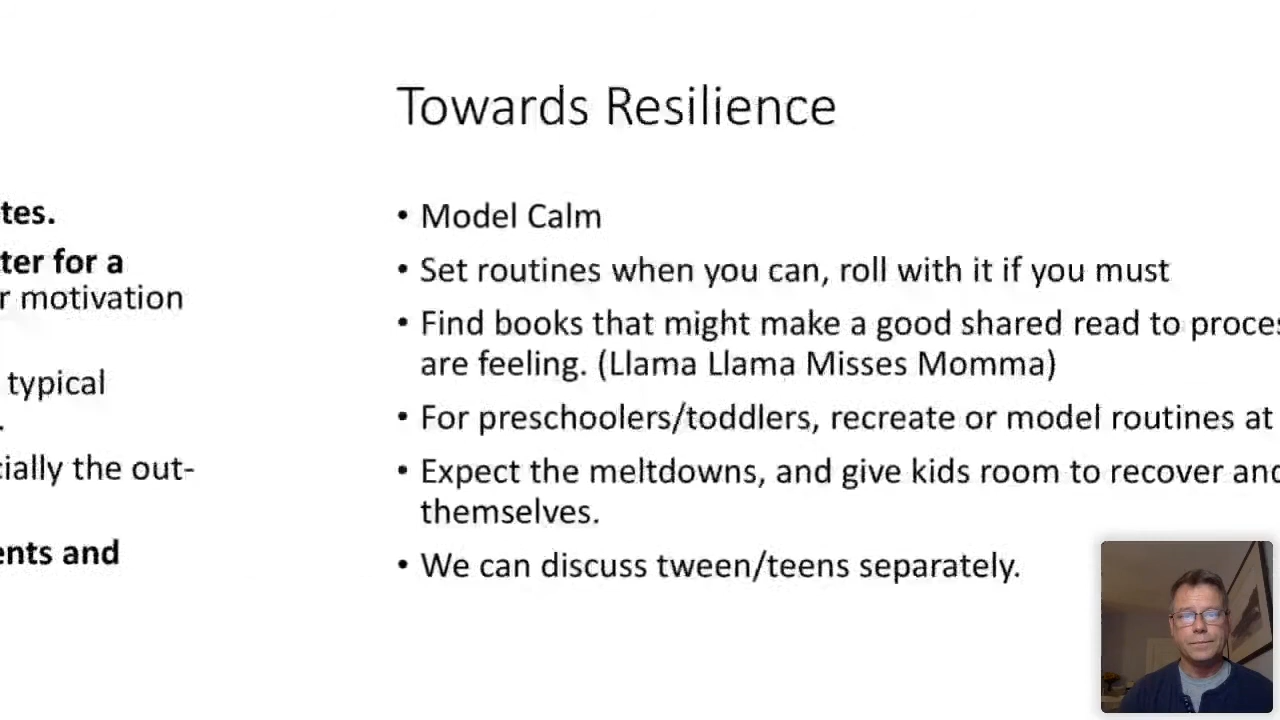 tes.
ter for a
r motivation
typical
.
cially the out-
ents and
Towards Resilience
• Model Calm
• Set routines when you can, roll with it if you must
• Find books that might make a good shared read to proces
are feeling. (Llama Llama Misses Momma)
• For preschoolers/toddlers, recreate or model routines at
• Expect the meltdowns, and give kids room to recover and
themselves.
• We can discuss tween/teens separately.